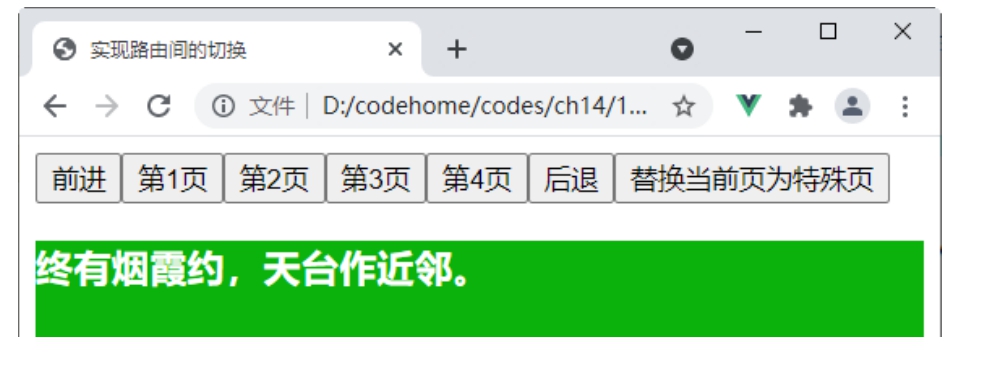 实现路由间的切换
文件 D:/codehome/codes/ch14/1...
前进 第1页 第2页 第3页 第4页 后退 替换当前页为特殊页
终有烟霞约，天台作近邻。